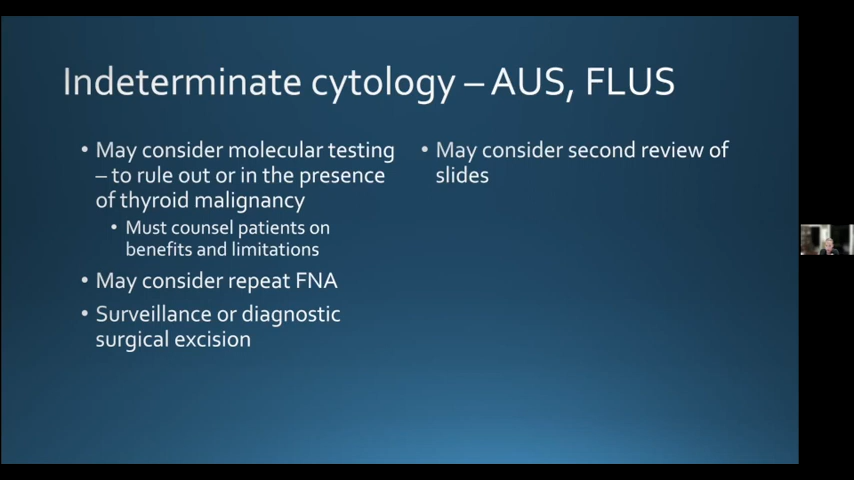 Indeterminate cytology – AUS, FLUS
• May consider molecular testing
– to rule out or in the presence
of thyroid malignancy
• Must counsel patients on
benefits and limitations
• May consider repeat FNA
• Surveillance or diagnostic
surgical excision
• May consider second review of
slides